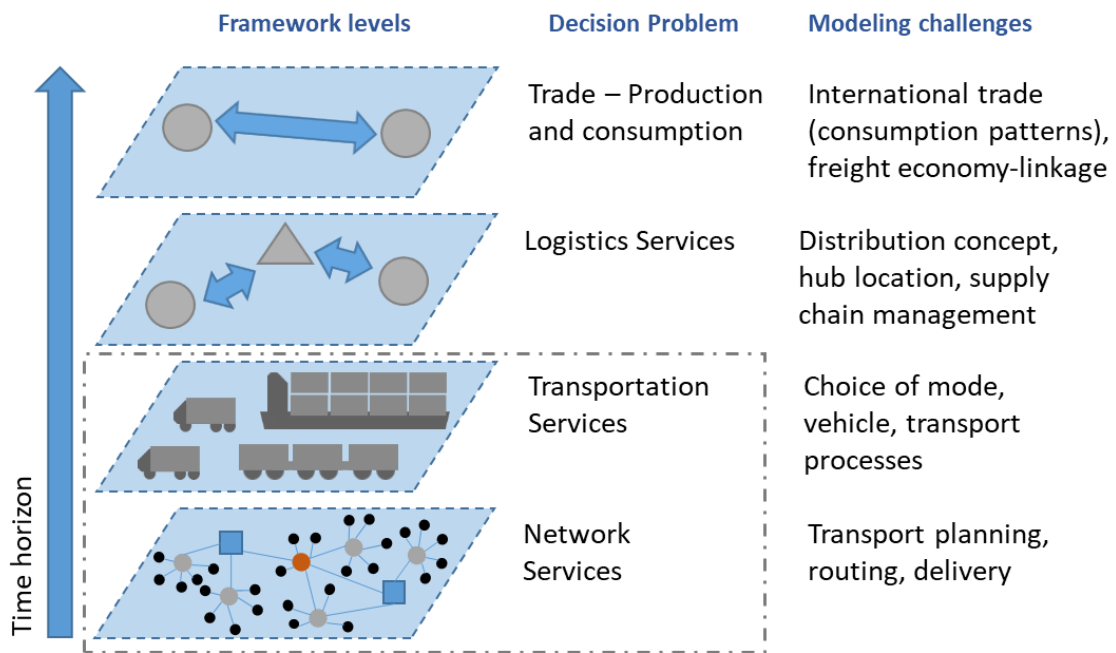 Framework levels
Decision Problem
Modeling challenges
Trade – Production
and consumption
International trade
(consumption patterns),
freight economy-linkage
Logistics Services
Distribution concept,
hub location, supply
chain management
Transportation
Services
Choice of mode,
vehicle, transport
processes
Network
Services
Transport planning,
routing, delivery
Time horizon